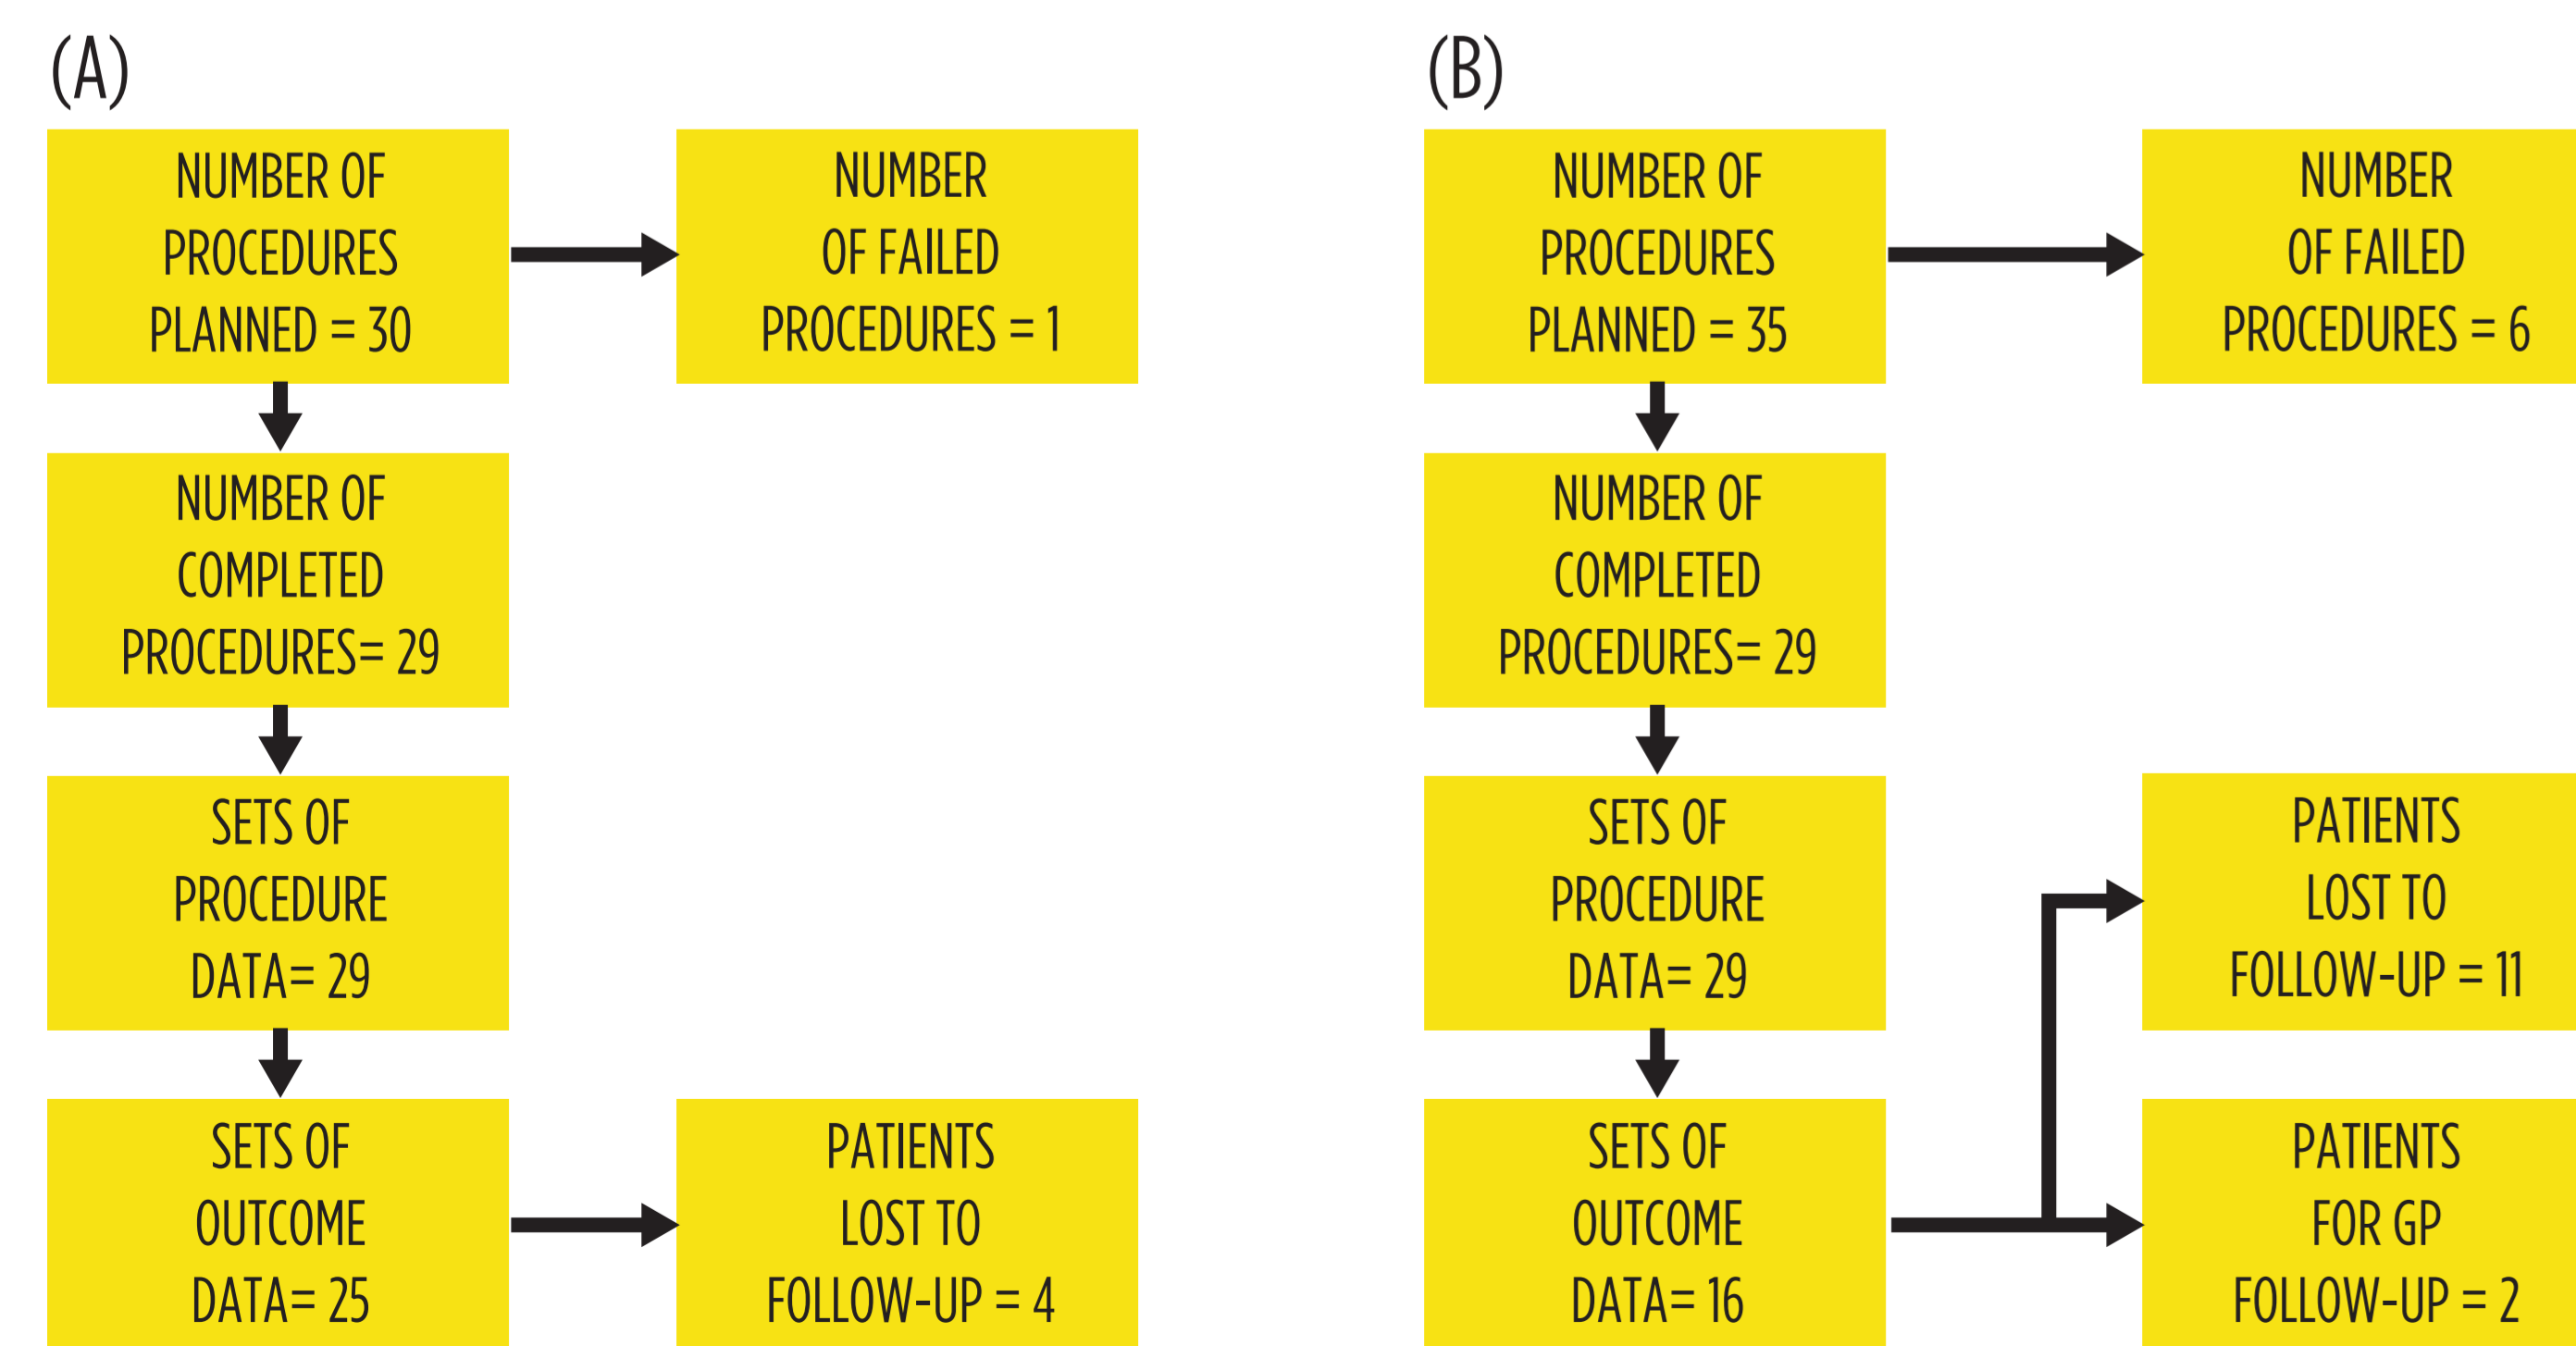 (A)
NUMBER OF
PROCEDURES
PLANNED = 30
NUMBER
OF FAILED
PROCEDURES = 1
NUMBER OF
COMPLETED
PROCEDURES= 29
SETS OF
PROCEDURE
DATA= 29
SETS OF
OUTCOME
DATA= 25
PATIENTS
LOST TO
FOLLOW-UP = 4
(B)
NUMBER OF
PROCEDURES
PLANNED = 35
NUMBER
OF FAILED
PROCEDURES = 6
NUMBER OF
COMPLETED
PROCEDURES= 29
SETS OF
PROCEDURE
DATA= 29
PATIENTS
LOST TO
FOLLOW-UP = 11
SETS OF
OUTCOME
DATA= 16
PATIENTS
FOR GP
FOLLOW-UP = 2